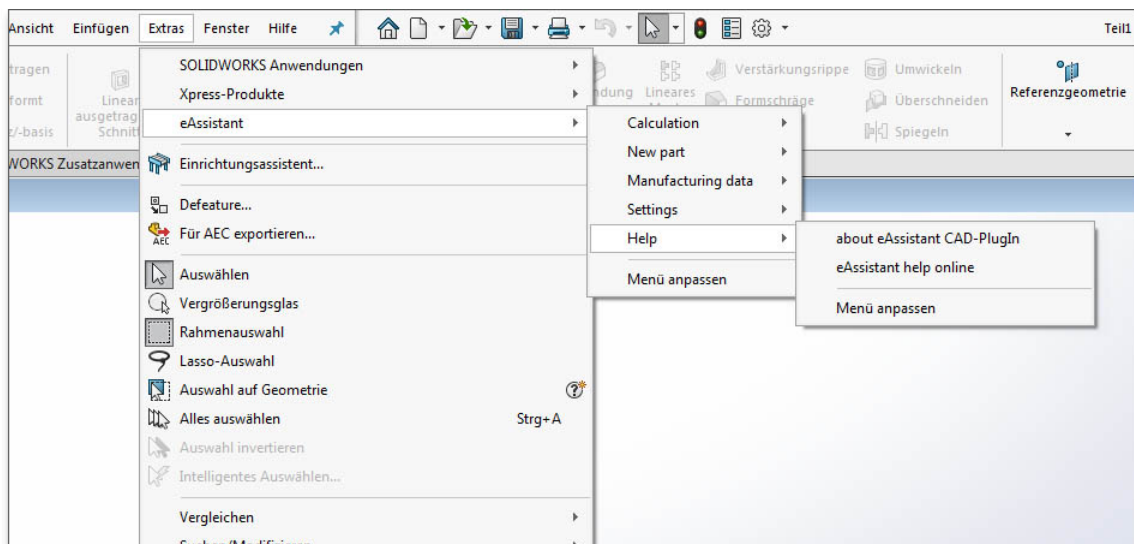 Ansicht Einfügen Extras Fenster Hilfe Teil1
tragen
formt
z/-basis
Linear
ausgetrag
Schnitt
ndung
Lineares
Verstärkungsrippe
Formschräge
Umwickeln
Überschneiden
Spiegeln
Referenzgeometrie
WORKS Zusatzanwen
SOLIDWORKS Anwendungen
Xpress-Produkte
eAssistant
Einrichtungsassistent...
Defeature...
AEC Für AEC exportieren...
Auswählen
Vergrößerungsglas
Rahmenauswahl
Lasso-Auswahl
Auswahl auf Geometrie
Alles auswählen Strg+A
Auswahl invertieren
Intelligentes Auswählen...
Vergleichen
Calculation
New part
Manufacturing data
Settings
Help
Menü anpassen
about eAssistant CAD-PlugIn
eAssistant help online
Menü anpassen